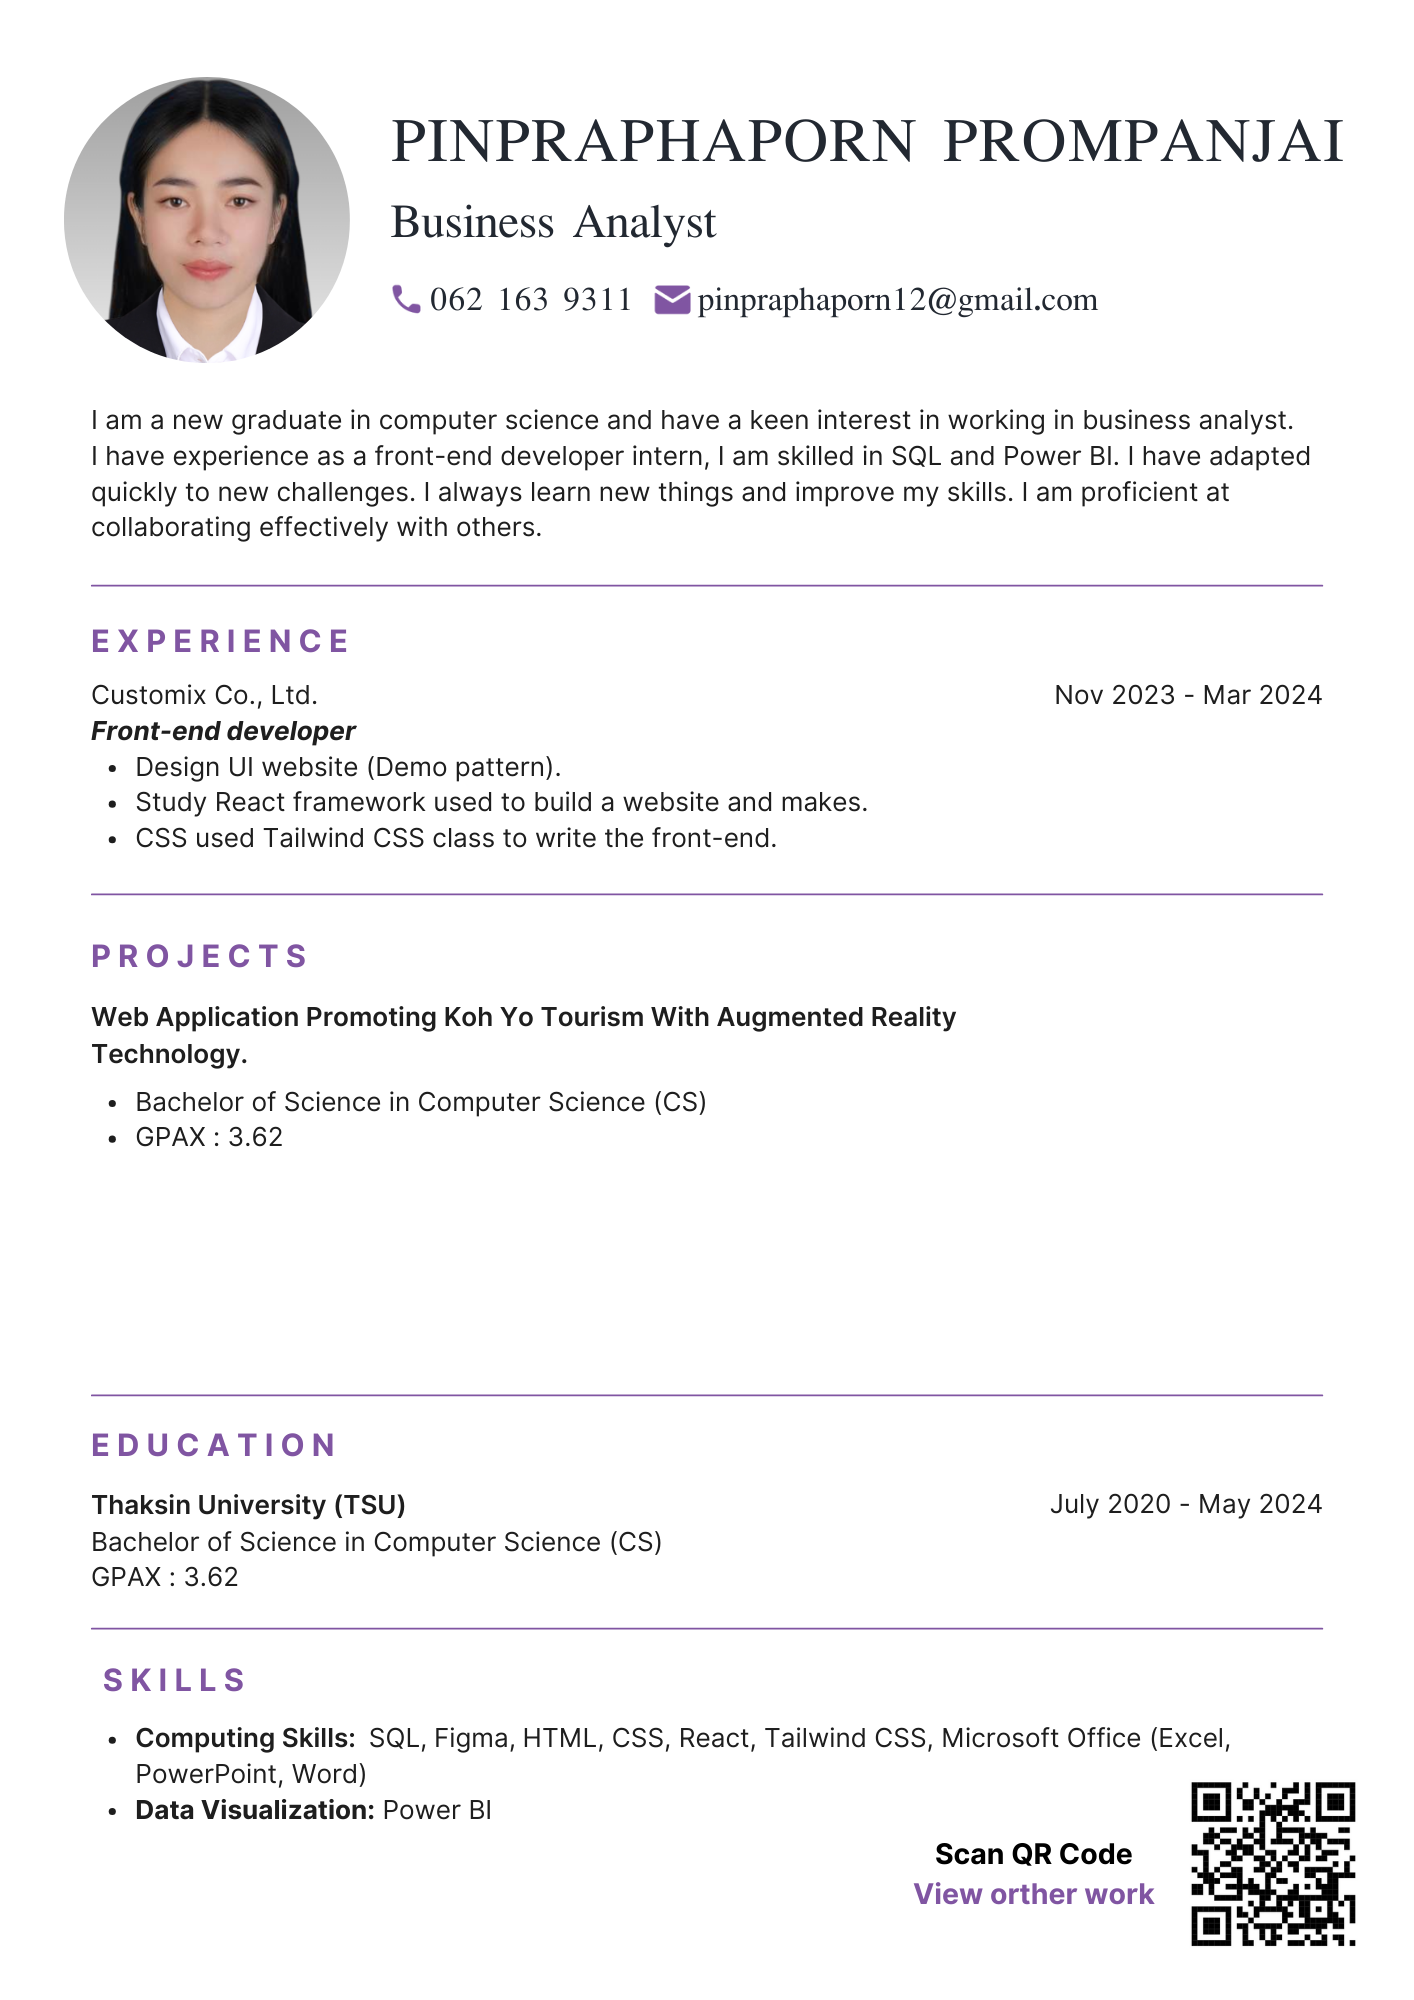 PINPRAPHAPORN PROMPANJAI
Business Analyst
062 163 9311 pinpraphaporn12@gmail.com
I am a new graduate in computer science and have a keen interest in working in business analyst.
I have experience as a front-end developer intern, I am skilled in SQL and Power BI. I have adapted
quickly to new challenges. I always learn new things and improve my skills. I am proficient at
collaborating effectively with others.
EXPERIENCE
Customix Co., Ltd. Nov 2023 - Mar 2024
Front-end developer
• Design UI website (Demo pattern).
• Study React framework used to build a website and makes.
• CSS used Tailwind CSS class to write the front-end.
PROJECTS
Web Application Promoting Koh Yo Tourism With Augmented Reality
Technology.
• Bachelor of Science in Computer Science (CS)
• GPAX : 3.62
EDUCATION
Thaksin University (TSU) July 2020 - May 2024
Bachelor of Science in Computer Science (CS)
GPAX : 3.62
SKILLS
• Computing Skills: SQL, Figma, HTML, CSS, React, Tailwind CSS, Microsoft Office (Excel,
PowerPoint, Word)
• Data Visualization: Power BI
Scan QR Code
View orther work